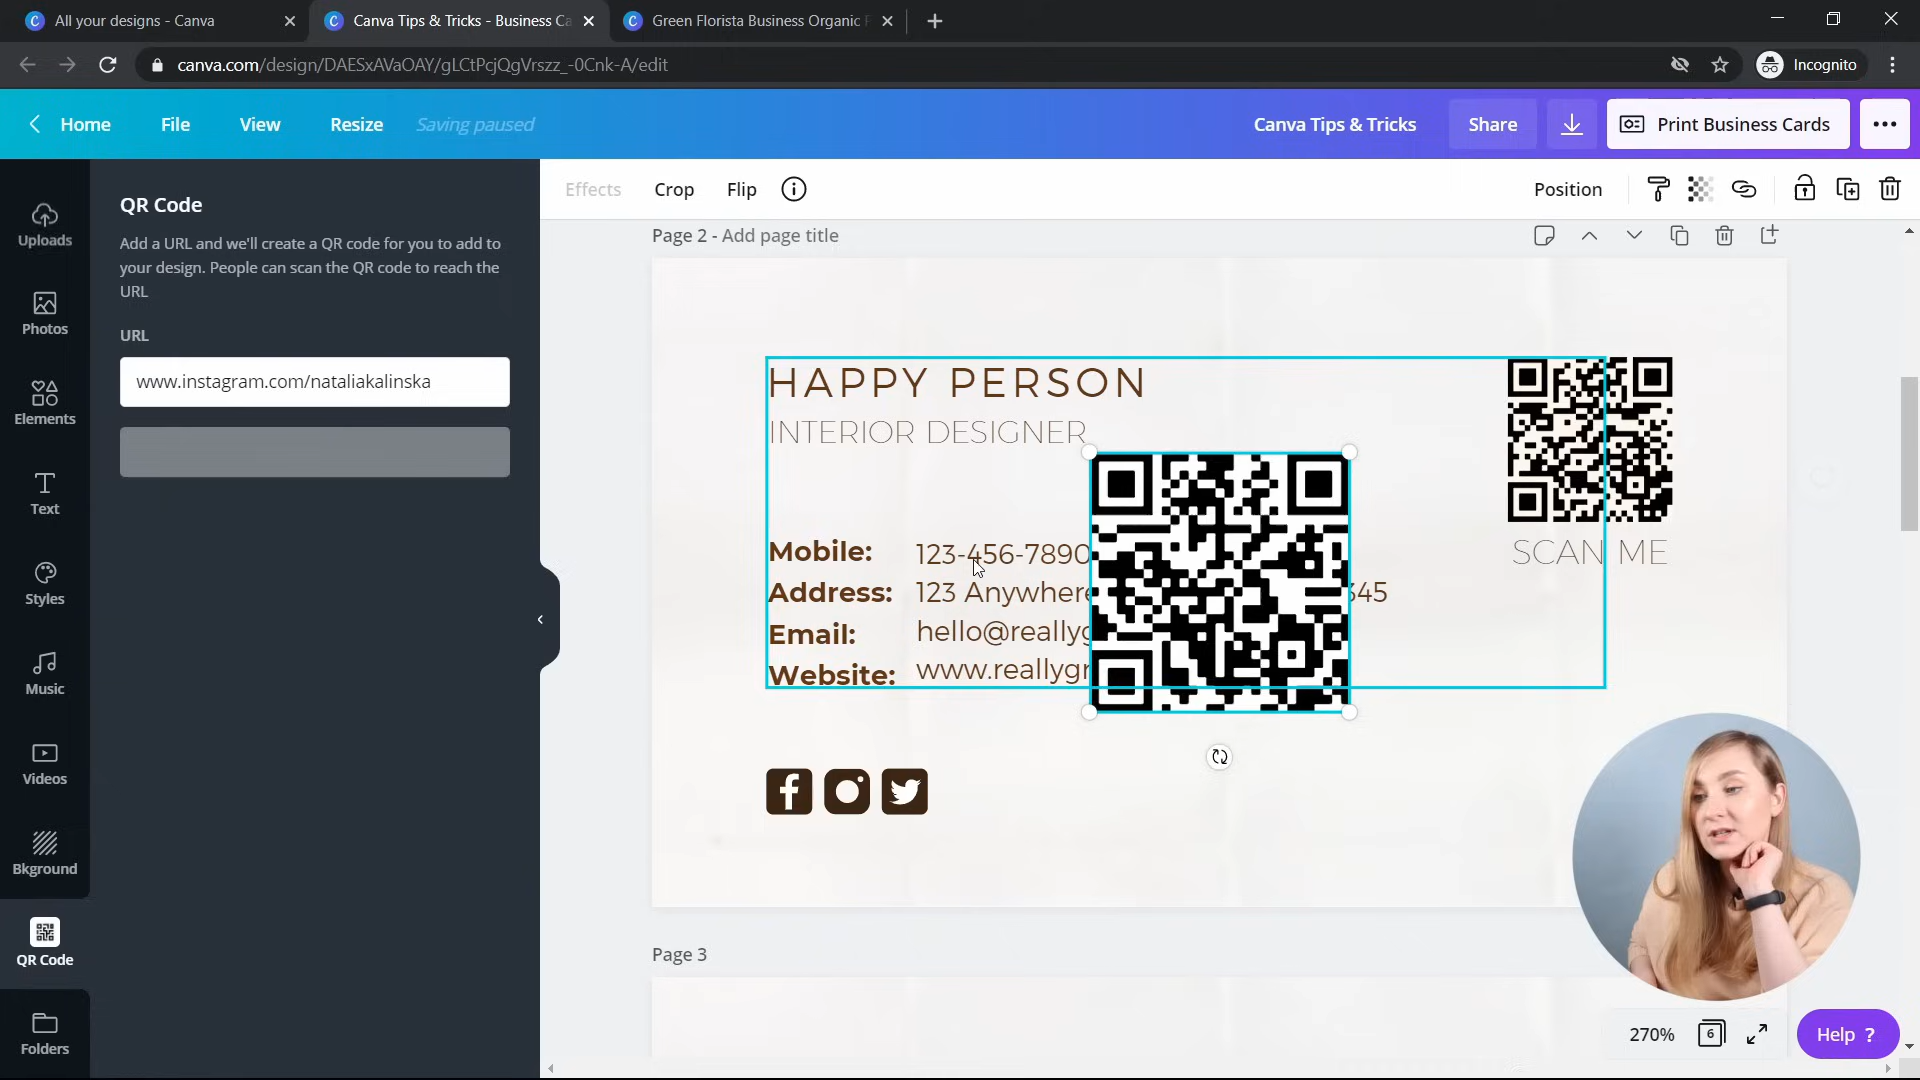 All your designs - Canva
Canva Tips & Tricks - Business Ca
Green Florista Business Organic F
canva.com/design/DAESxAVaOAY/gLCtPcjQgVrszz_-0Cnk-A/edit
Incognito
Home
File
View
Resize
Saving paused
Canva Tips & Tricks
Share
Print Business Cards
Effects
Crop
Flip
Position
Uploads
Photos
Elements
Text
Styles
Music
Videos
Bkground
QR Code
Folders
QR Code
Add a URL and we'll create a QR code for you to add to
your design. People can scan the QR code to reach the
URL
URL
www.instagram.com/nataliakalinska
Page 2 - Add page title
HAPPY PERSON
INTERIOR DESIGNER
Mobile: 123-456-7890
Address: 123 Anywhere 345
Email: hello@reallyg
Website: www.reallygr
SCAN ME
Page 3
270%
6
Help ?